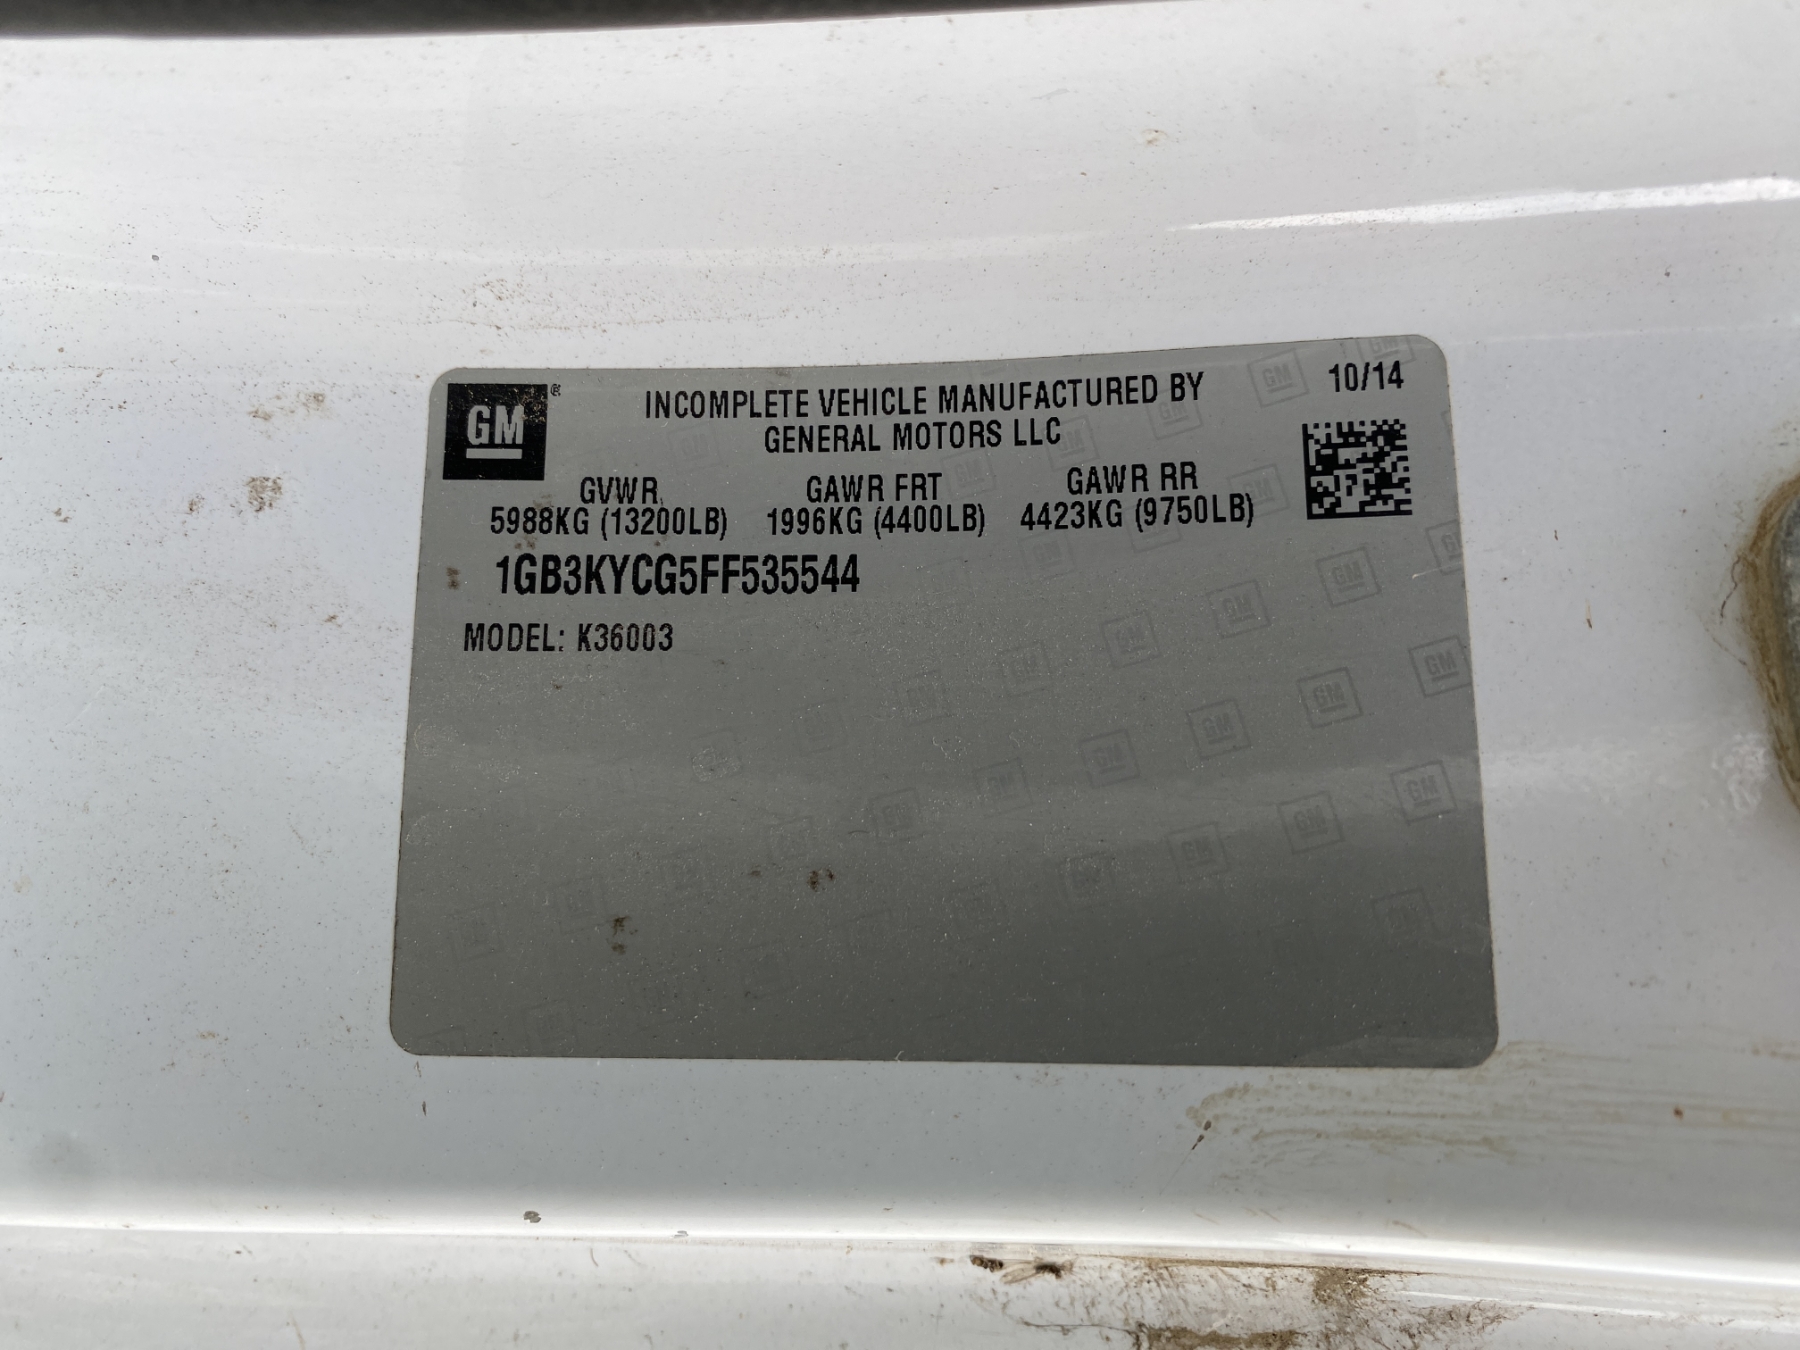 GM ®
INCOMPLETE VEHICLE MANUFACTURED BY
GENERAL MOTORS LLC
10/14
GVWR GAWR FRT GAWR RR
5988KG (13200LB) 1996KG (4400LB) 4423KG (9750LB)
1GB3KYCG5FF535544
MODEL: K36003